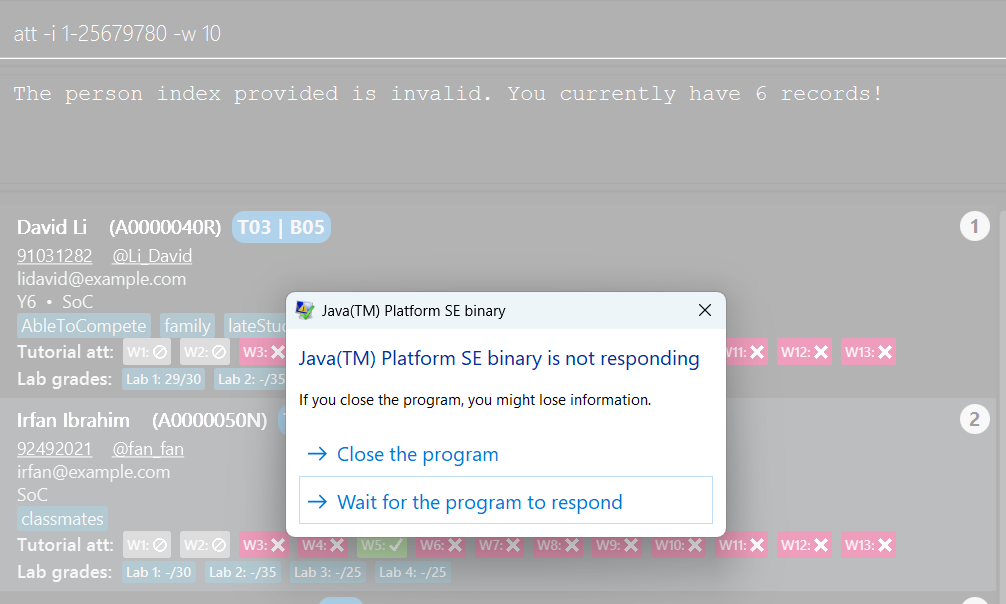 att -i 1-25679780 -w 10
The person index provided is invalid. You currently have 6 records!
David Li (A0000040R) T03 | B05 1
91031282 @Li_David
lidavid@example.com
Y6 • SoC
AbleToCompete family
Tutorial att: W1: W2: W3: W11: W12: W13:
Lab grades: Lab 1: 29/30 Lab 2: -/35
Java(TM) Platform SE binary
Java(TM) Platform SE binary is not responding
If you close the program, you might lose information.
Close the program
Wait for the program to respond
Irfan Ibrahim (A0000050N) 2
92492021 @fan_fan
irfan@example.com
SoC
classmates
Tutorial att: W1: W2: W3: W4: W5: W6: W7: W8: W9: W10: W11: W12: W13:
Lab grades: Lab 1: -/30 Lab 2: -/35 Lab 3: -/25 Lab 4: -/25